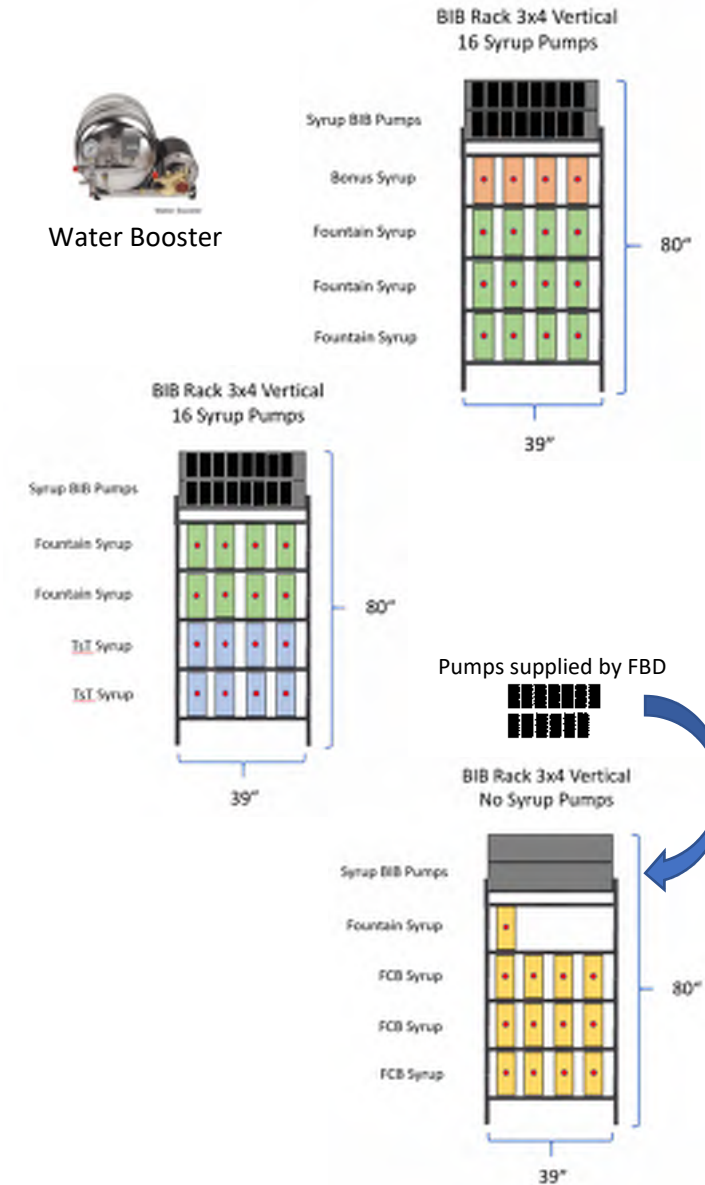 BIB Rack 3x4 Vertical
16 Syrup Pumps
Syrup BIB Pumps
Bonus Syrup
Fountain Syrup
Fountain Syrup
Fountain Syrup
80"
39"
Water Booster
Water Booster
BIB Rack 3x4 Vertical
16 Syrup Pumps
Syrup BIB Pumps
Fountain Syrup
Fountain Syrup
TsT Syrup
TsT Syrup
80"
39"
Pumps supplied by FBD
BIB Rack 3x4 Vertical
No Syrup Pumps
Syrup BIB Pumps
Fountain Syrup
FCB Syrup
FCB Syrup
FCB Syrup
80"
39"